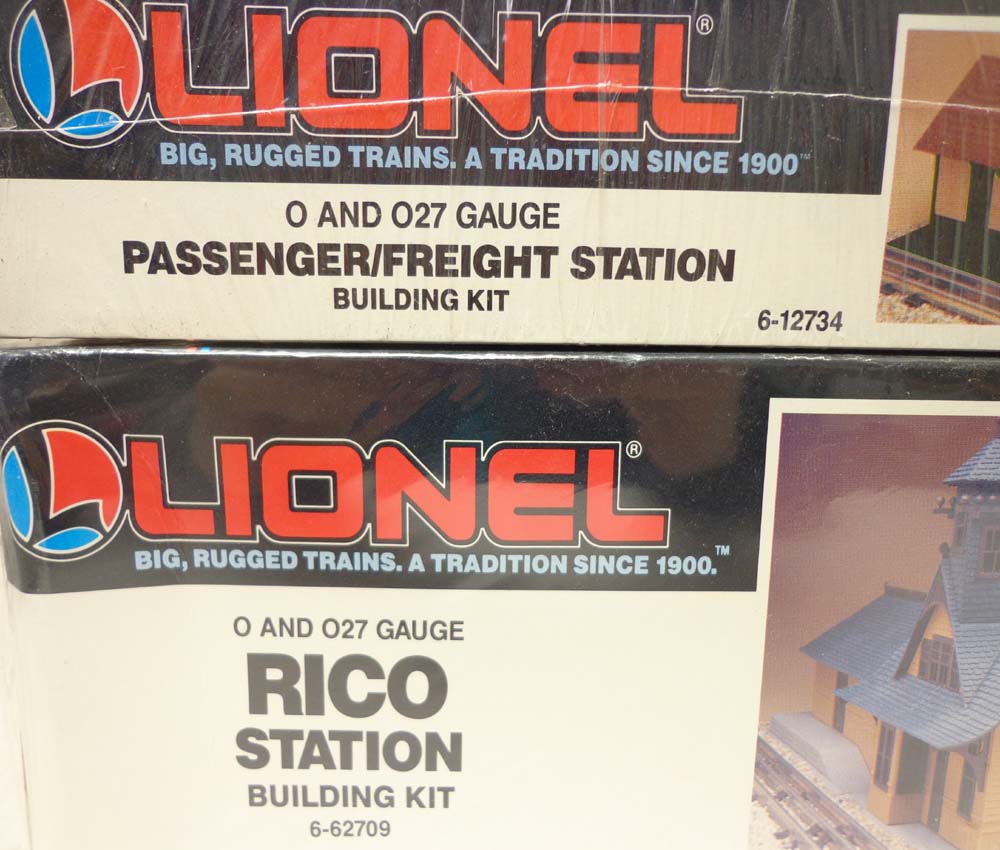 LIONEL®
BIG, RUGGED TRAINS. A TRADITION SINCE 1900™
O AND O27 GAUGE
PASSENGER/FREIGHT STATION
BUILDING KIT
6-12734
LIONEL®
BIG, RUGGED TRAINS. A TRADITION SINCE 1900.™
O AND O27 GAUGE
RICO
STATION
BUILDING KIT
6-62709